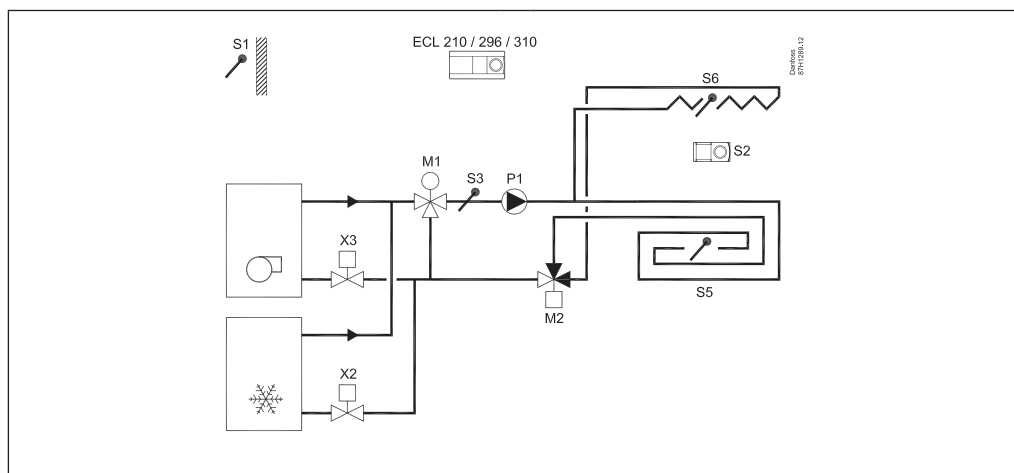 S1
ECL 210 / 296 / 310
Danfoss
87H1289.12
S6
S2
M1
S3
P1
X3
S5
M2
X2